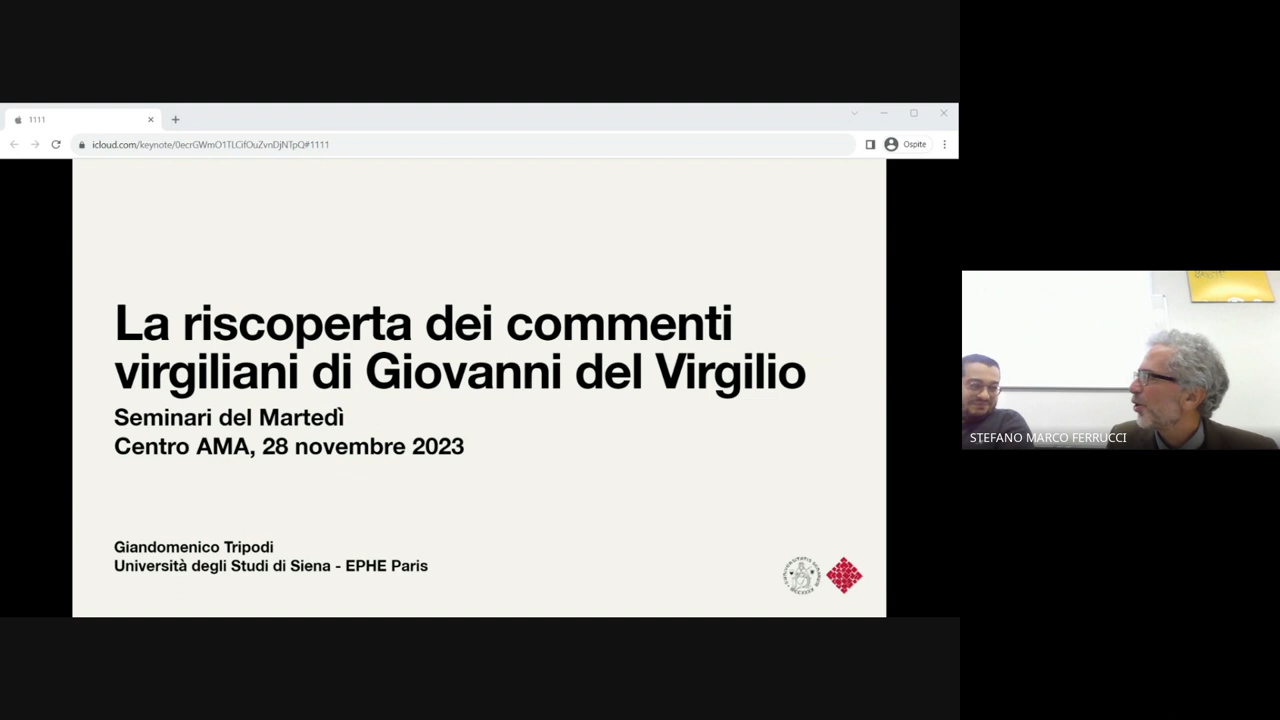 1111
icloud.com/keynote/0ecrGWmO1TLCifOuZvnDjNTpQ#1111
Ospite
La riscoperta dei commenti
virgiliani di Giovanni del Virgilio
Seminari del Martedì
Centro AMA, 28 novembre 2023
Giandomenico Tripodi
Università degli Studi di Siena - EPHE Paris
STEFANO MARCO FERRUCCI